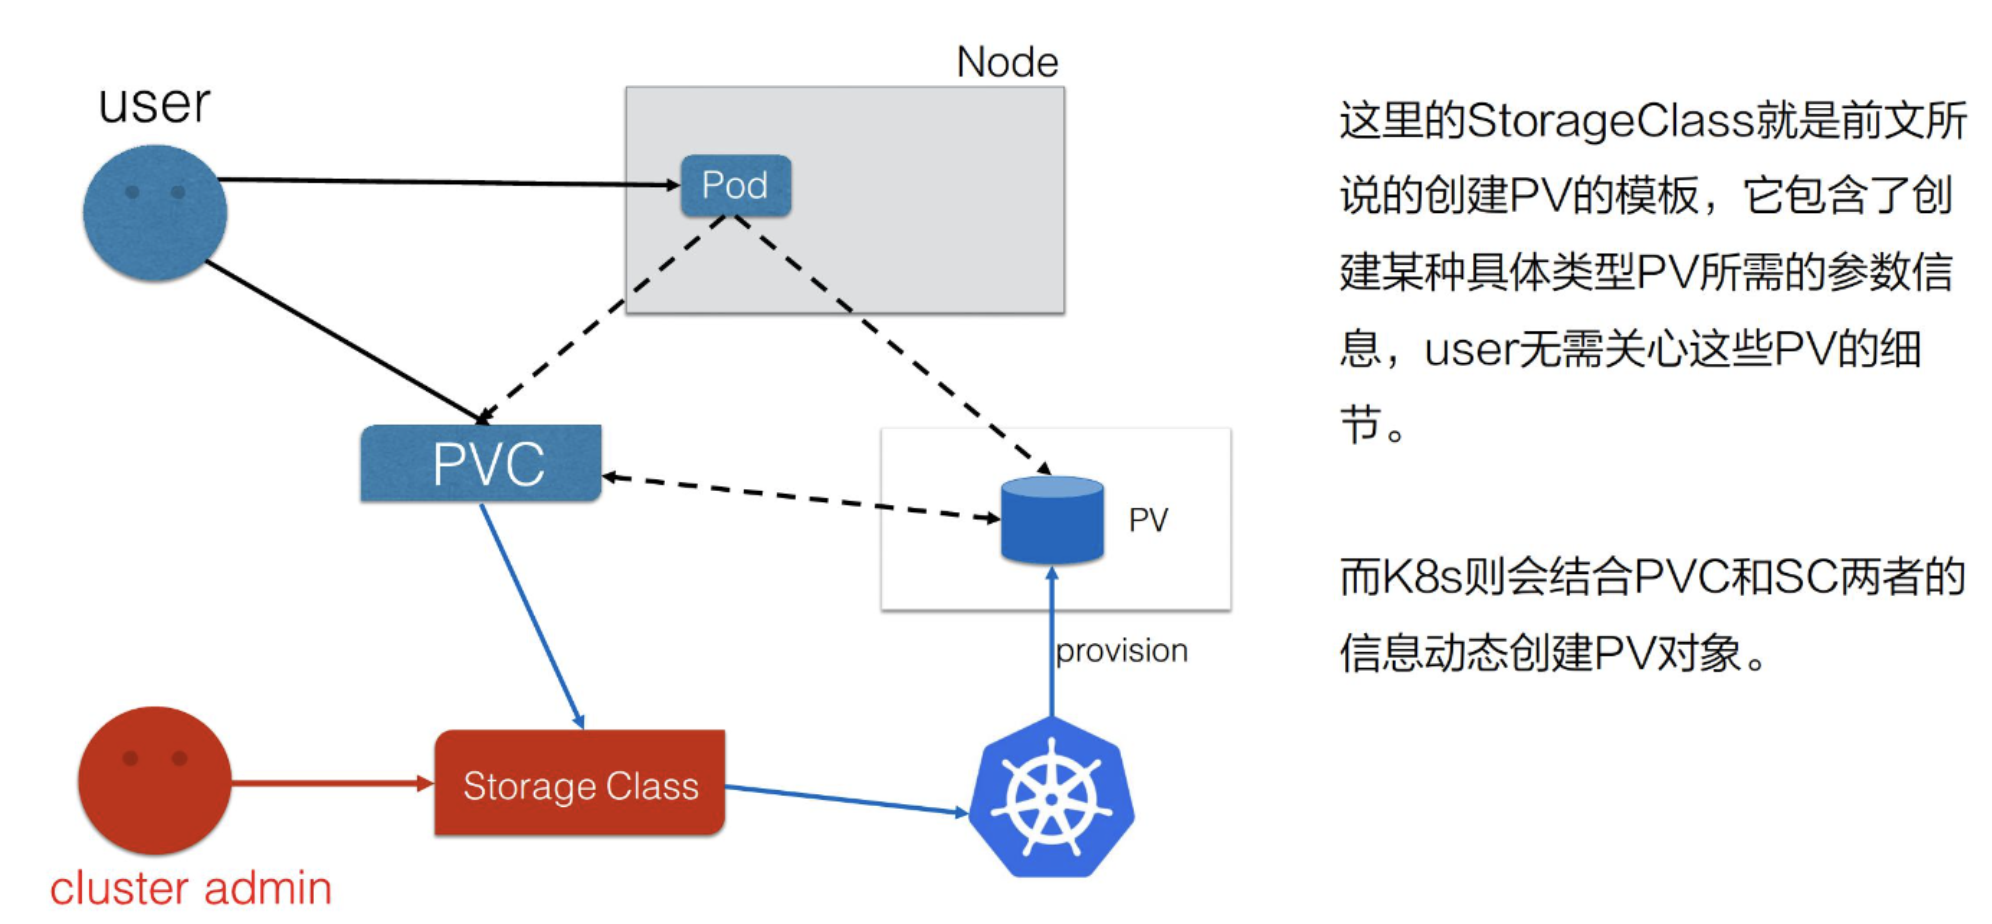 Node
user
Pod
PVC
PV
provision
Storage Class
cluster admin
这里的StorageClass就是前文所
说的创建PV的模板，它包含了创
建某种具体类型PV所需的参数信
息，user无需关心这些PV的细
节。
而K8s则会结合PVC和SC两者的
信息动态创建PV对象。